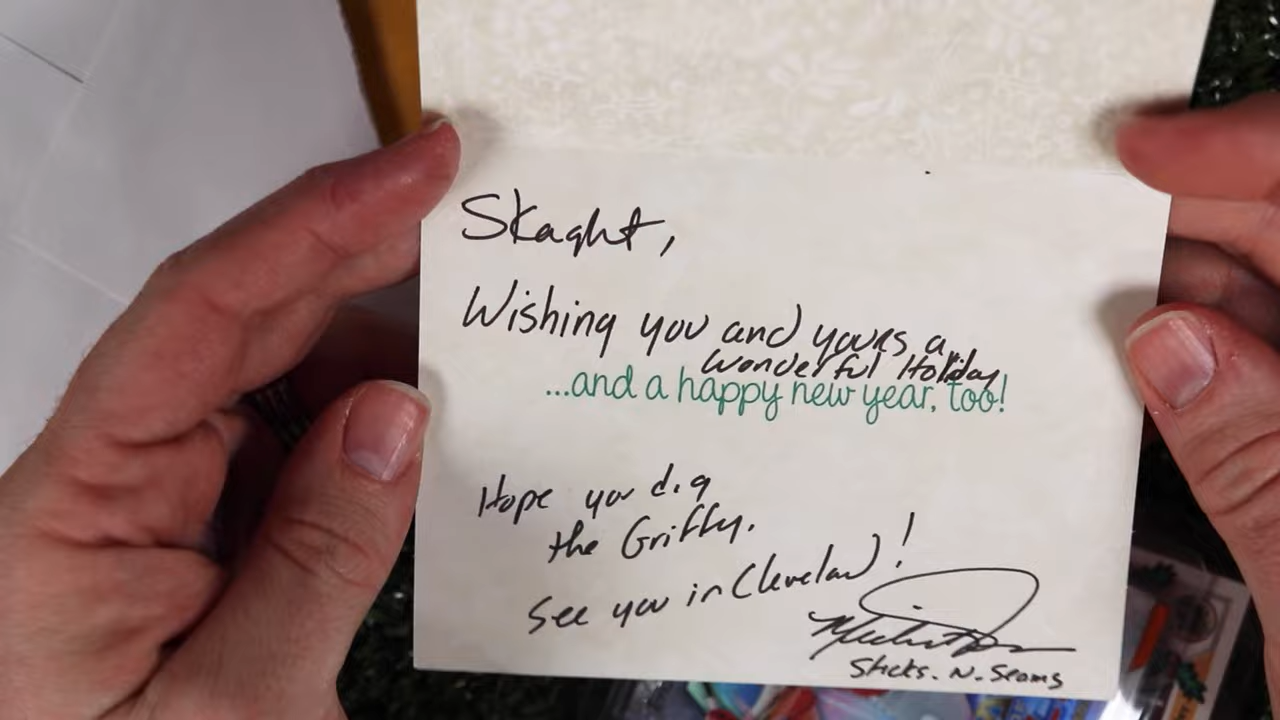 Skaght,
Wishing you and yours a
Wonderful Holiday
...and a happy new year, too!
Hope you dig
the Griffy.
See you in Cleveland!
Sticks. N. Seams